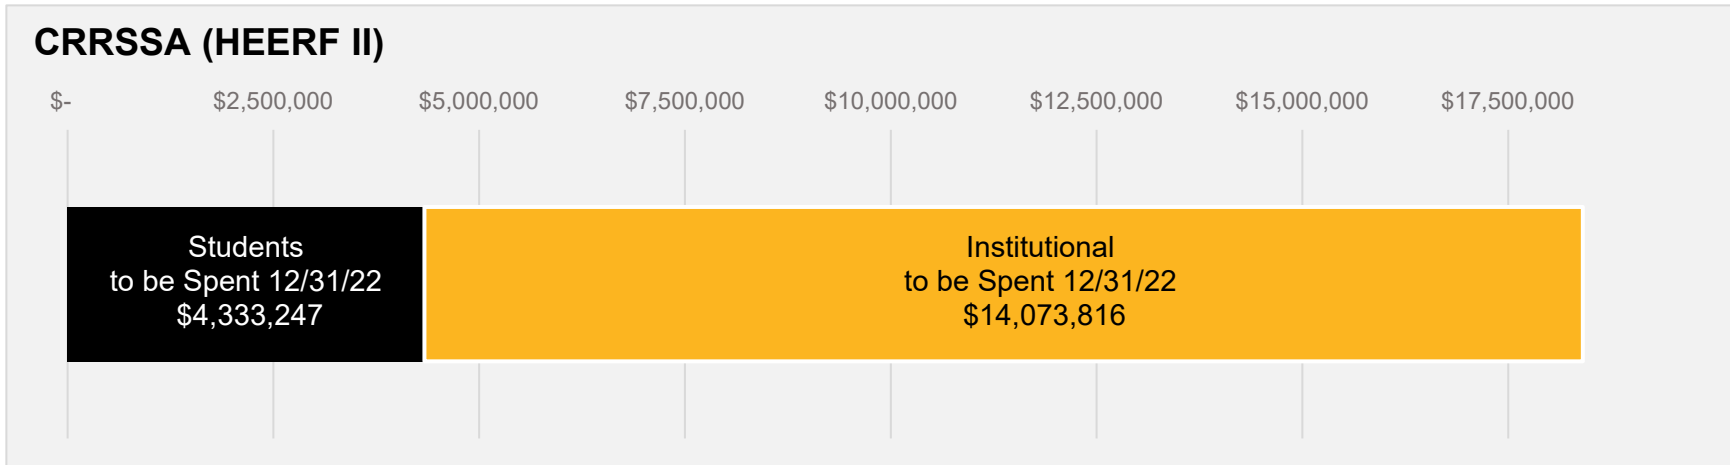 CRRSSA (HEERF II)
$- $2,500,000 $5,000,000 $7,500,000 $10,000,000 $12,500,000 $15,000,000 $17,500,000
Students
to be Spent 12/31/22
$4,333,247
Institutional
to be Spent 12/31/22
$14,073,816